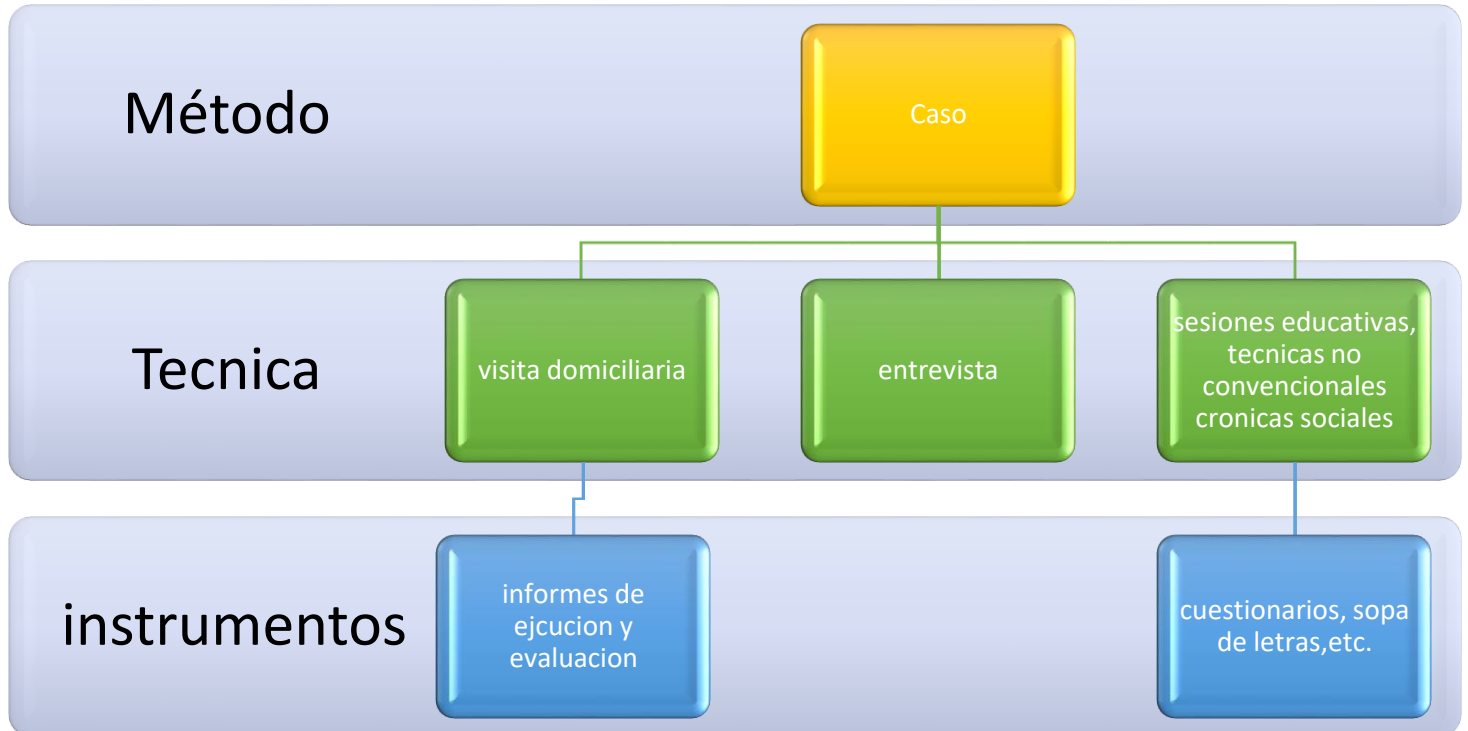 Método
Caso
Tecnica
visita domiciliaria
entrevista
sesiones educativas,
tecnicas no
convencionales
cronicas sociales
instrumentos
informes de
ejcucion y
evaluacion
cuestionarios, sopa
de letras,etc.